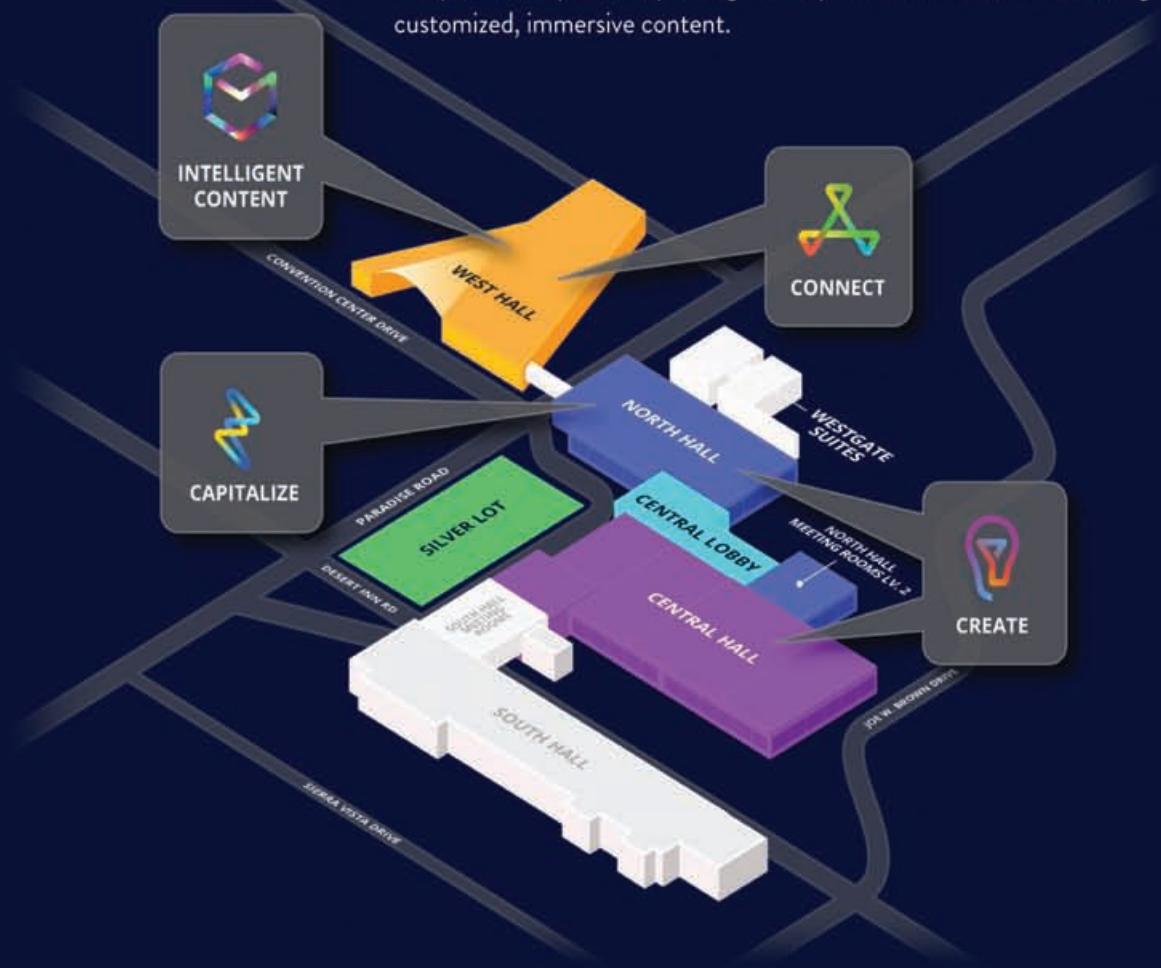 customized, immersive content.
INTELLIGENT
CONTENT
CONNECT
WEST HALL
CONVENTION CENTER DRIVE
NORTH HALL
WESTGATE
SUITES
CAPITALIZE
PARADISE ROAD
SILVER LOT
CENTRAL LOBBY
NORTH HALL
MEETING ROOMS LV. 2
DESERT INN RD
SOUTH HALL
MEETING
ROOMS
CENTRAL HALL
CREATE
JOE W. BROWN DRIVE
SOUTH HALL
SIERRA VISTA DRIVE